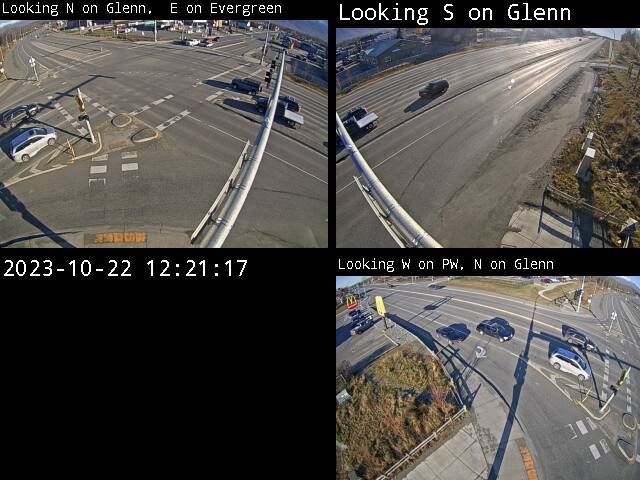 Looking N on Glenn, E on Evergreen
Looking S on Glenn
2023-10-22 12:21:17
Looking W on PW, N on Glenn